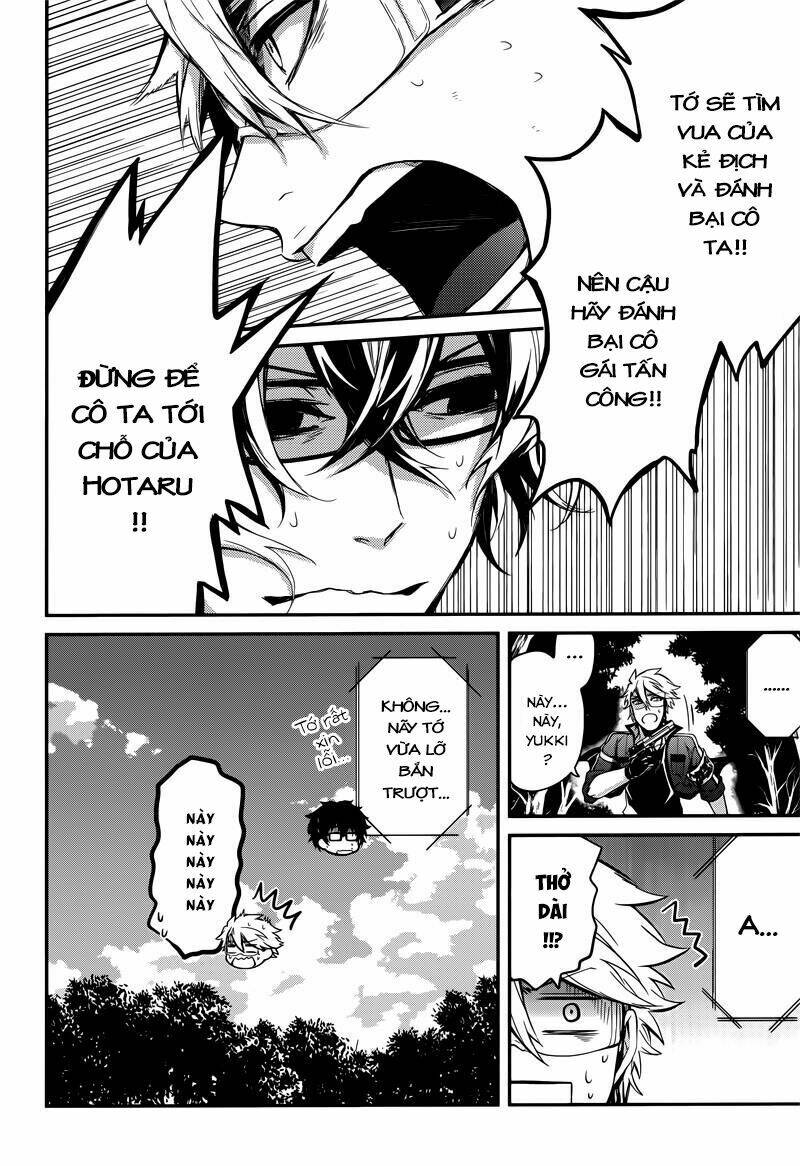 TỚ SẼ TÌM
VUA CỦA
KẺ ĐỊCH
VÀ ĐÁNH
BẠI CÔ
TA!!
NÊN CẬU
HÃY ĐÁNH
BẠI CÔ
GÁI TẤN
CÔNG!!
ĐỪNG ĐỂ
CÔ TA TỚI
CHỖ CỦA
HOTARU
!!
......
...
NÀY...
NÀY,
YUKKI
?
A...
THỞ
DÀI
!!?
KHÔNG...
NÃY TỚ
VỪA LỠ
BẮN
TRƯỢT...
Tớ rất
xin
lỗi...
NÀY
NÀY
NÀY
NÀY
NÀY